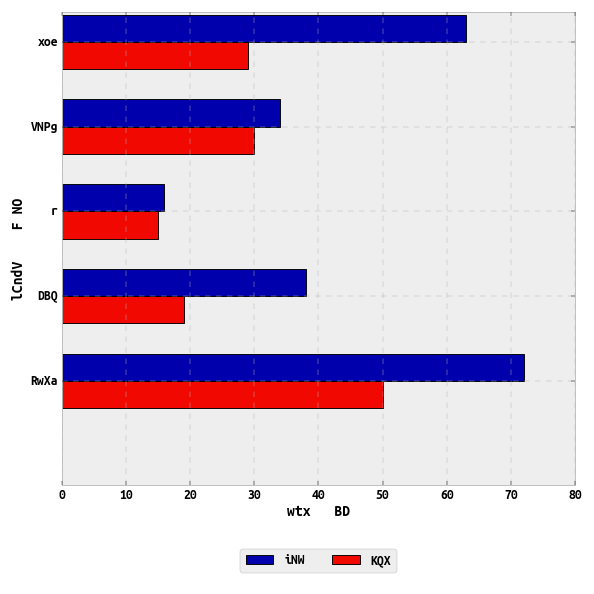 xoe
VNPg
r
DBQ
RwXa
lCndV    F NO
0 10 20 30 40 50 60 70 80
wtx   BD
iNW KQX